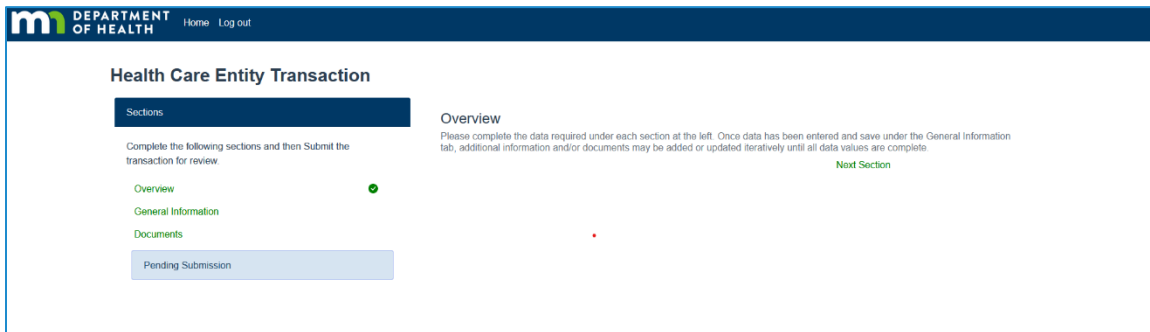 DEPARTMENT
OF HEALTH
Home Log out
Health Care Entity Transaction
Sections
Complete the following sections and then Submit the
transaction for review.
Overview
General Information
Documents
Pending Submission
Overview
Please complete the data required under each section at the left. Once data has been entered and save under the General Information
tab, additional information and/or documents may be added or updated iteratively until all data values are complete.
Next Section